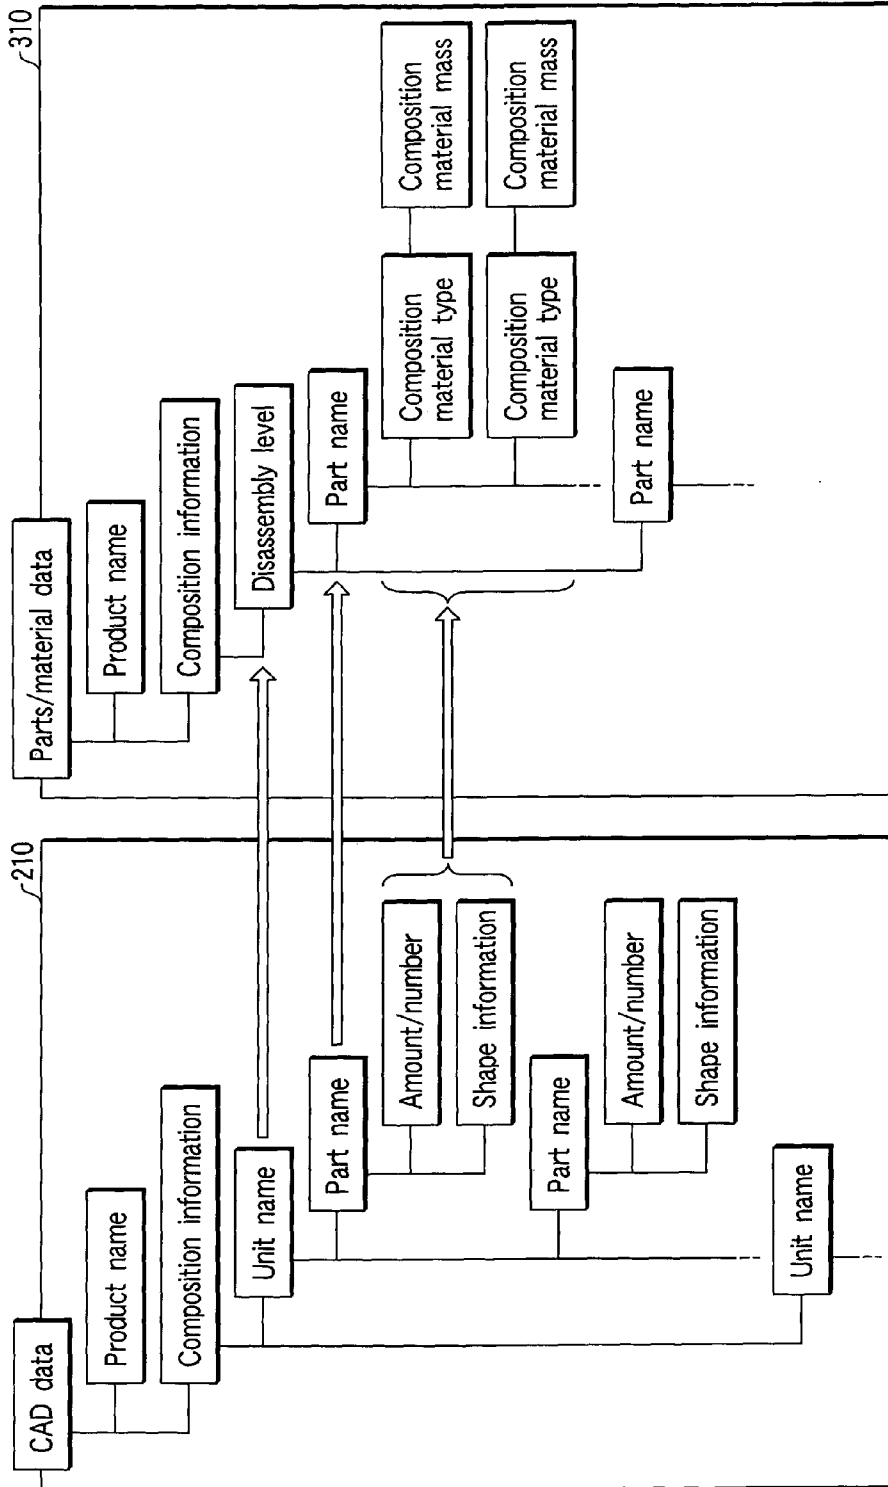 210
CAD data
Product name
Composition information
Unit name
Part name
Amount/number
Shape information
Part name
Amount/number
Shape information
Unit name
310
Parts/material data
Product name
Composition information
Disassembly level
Part name
Composition
material type
Composition
material mass
Composition
material type
Composition
material mass
Part name